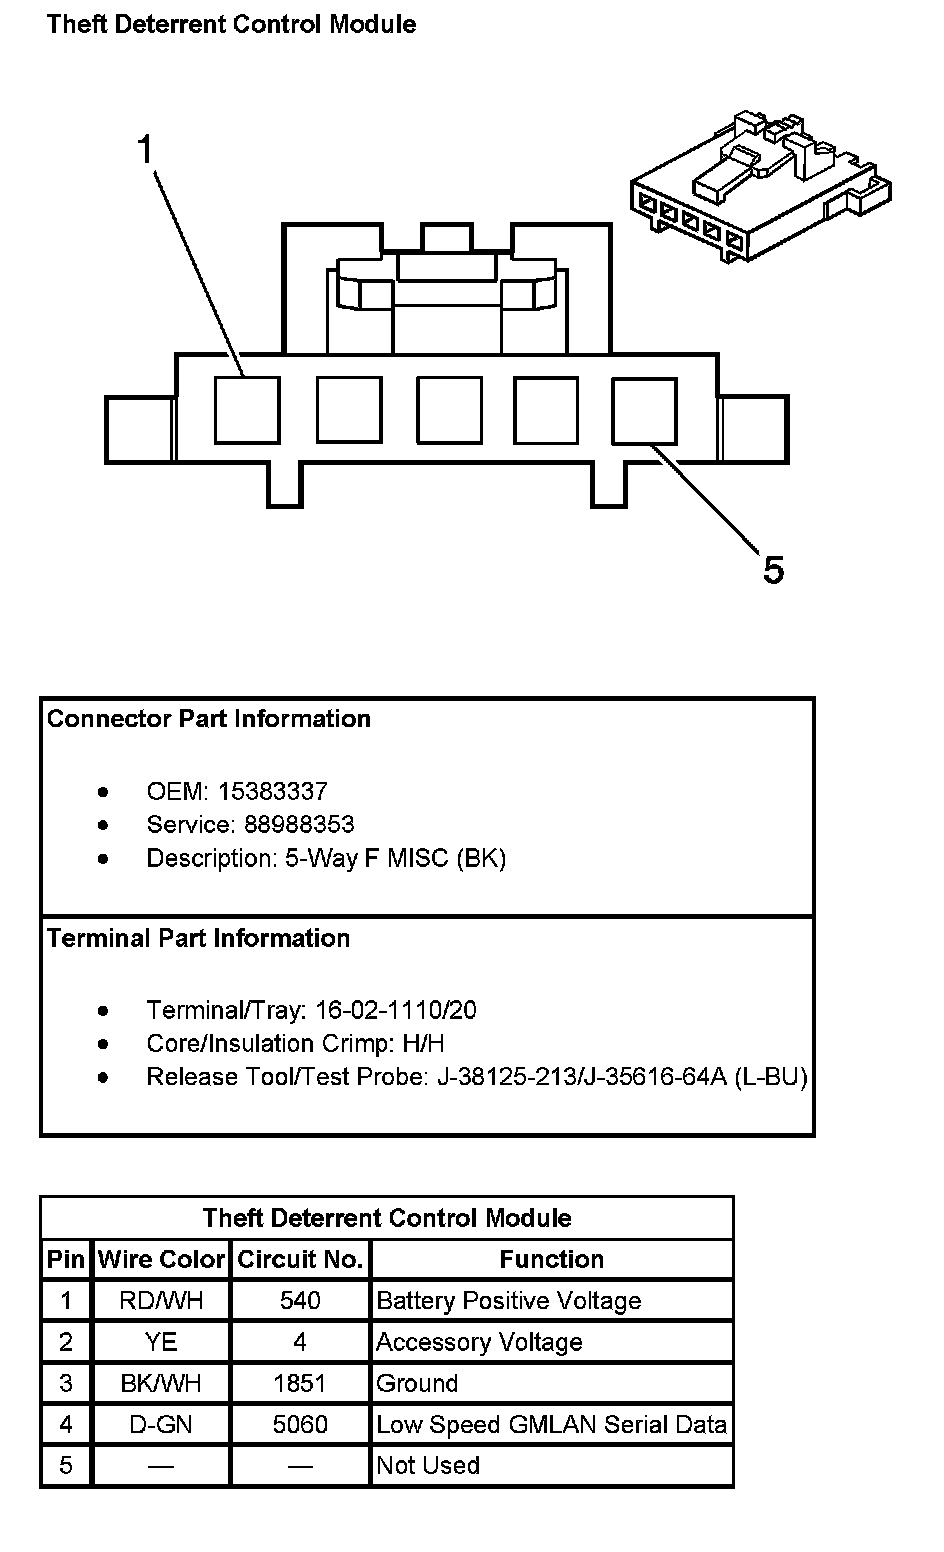 Theft Deterrent Control Module
1
5
Connector Part Information
• OEM: 15383337
• Service: 88988353
• Description: 5-Way F MISC (BK)
Terminal Part Information
• Terminal/Tray: 16-02-1110/20
• Core/Insulation Crimp: H/H
• Release Tool/Test Probe: J-38125-213/J-35616-64A (L-BU)
Theft Deterrent Control Module
Pin Wire Color Circuit No. Function
1 RD/WH 540 Battery Positive Voltage
2 YE 4 Accessory Voltage
3 BK/WH 1851 Ground
4 D-GN 5060 Low Speed GMLAN Serial Data
5 — — Not Used